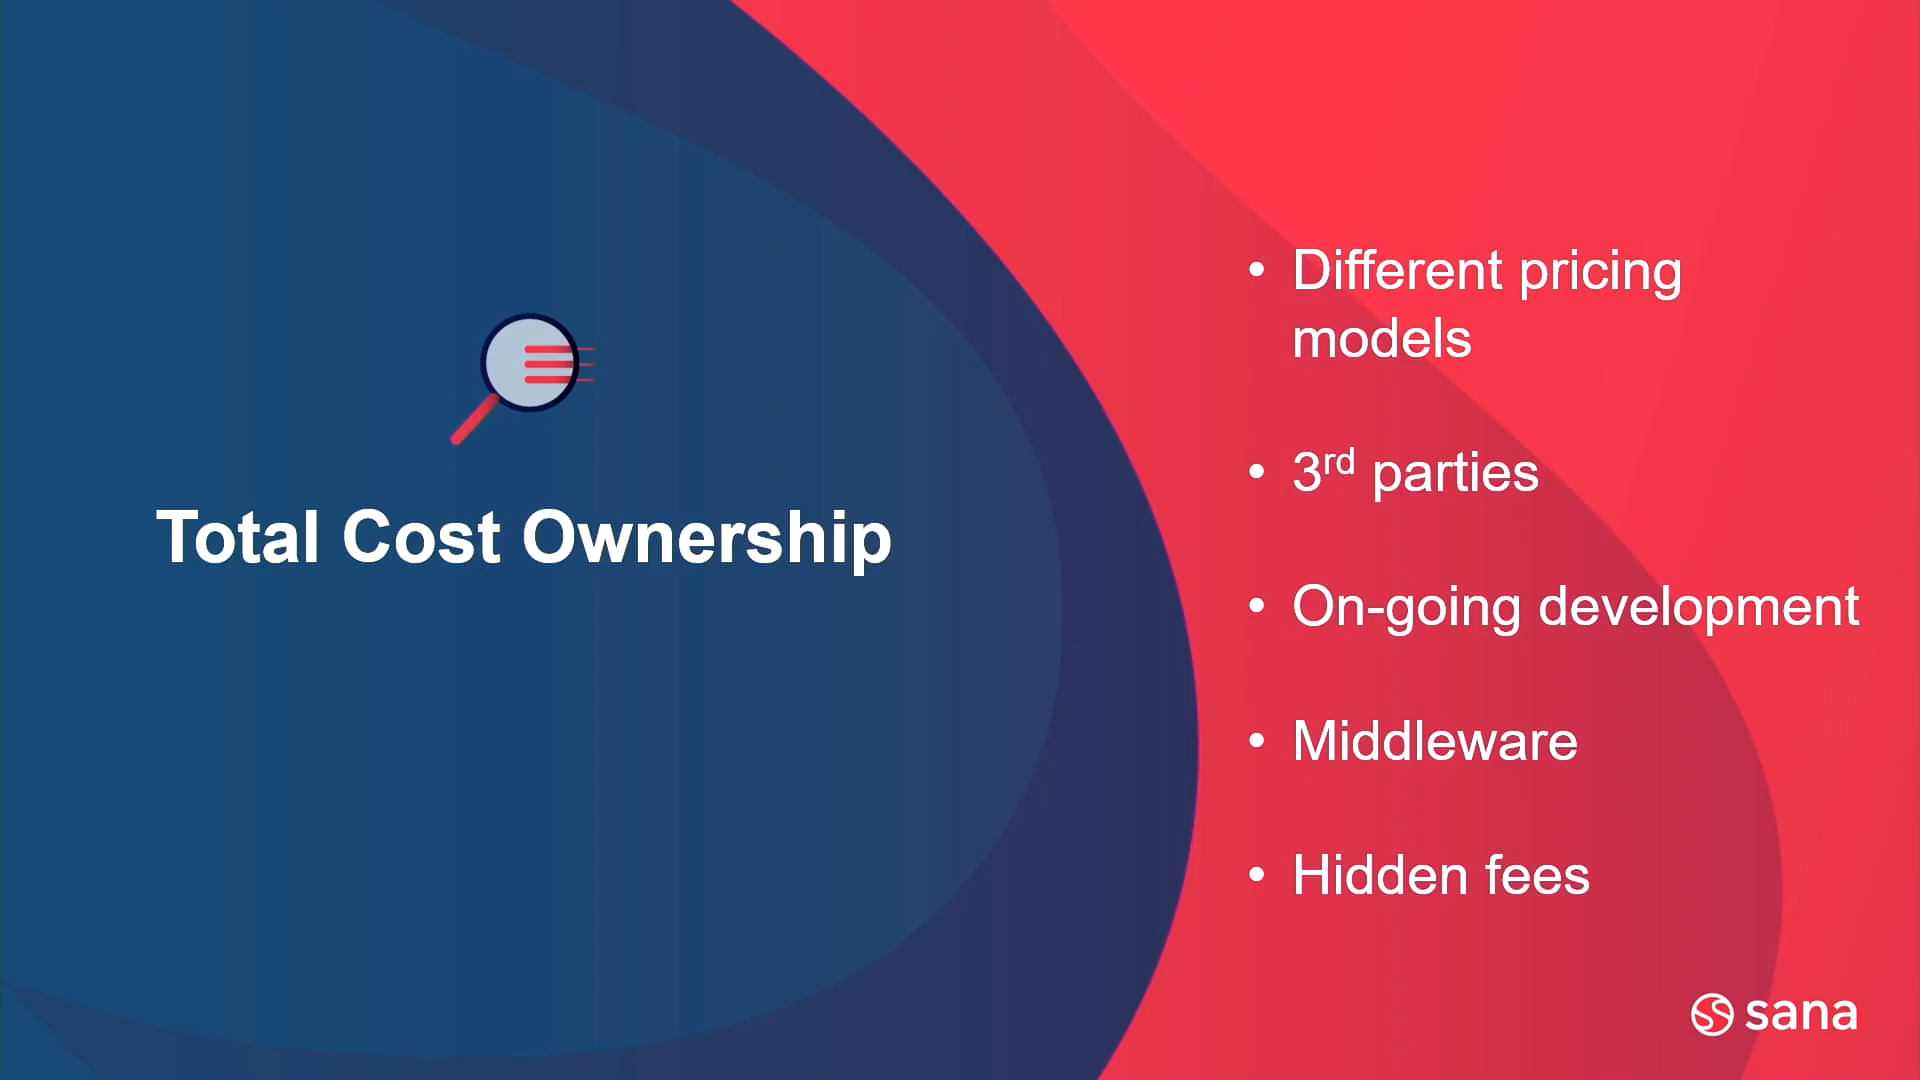 Total Cost Ownership
• Different pricing
models
• 3rd parties
• On-going development
• Middleware
• Hidden fees
sana